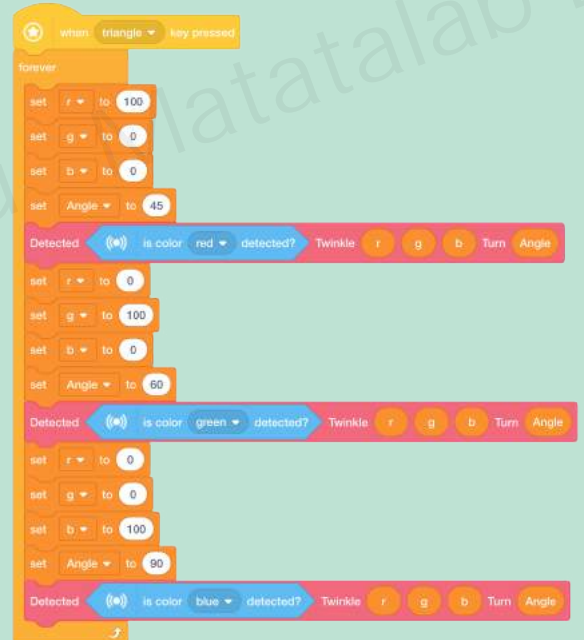 when triangle key pressed
forever
set r to 100
set g to 0
set b to 0
set Angle to 45
Detected is color red detected? Twinkle r g b Turn Angle
set r to 0
set g to 100
set b to 0
set Angle to 60
Detected is color green detected? Twinkle r g b Turn Angle
set r to 0
set g to 0
set b to 100
set Angle to 90
Detected is color blue detected? Twinkle r g b Turn Angle
Matatalab